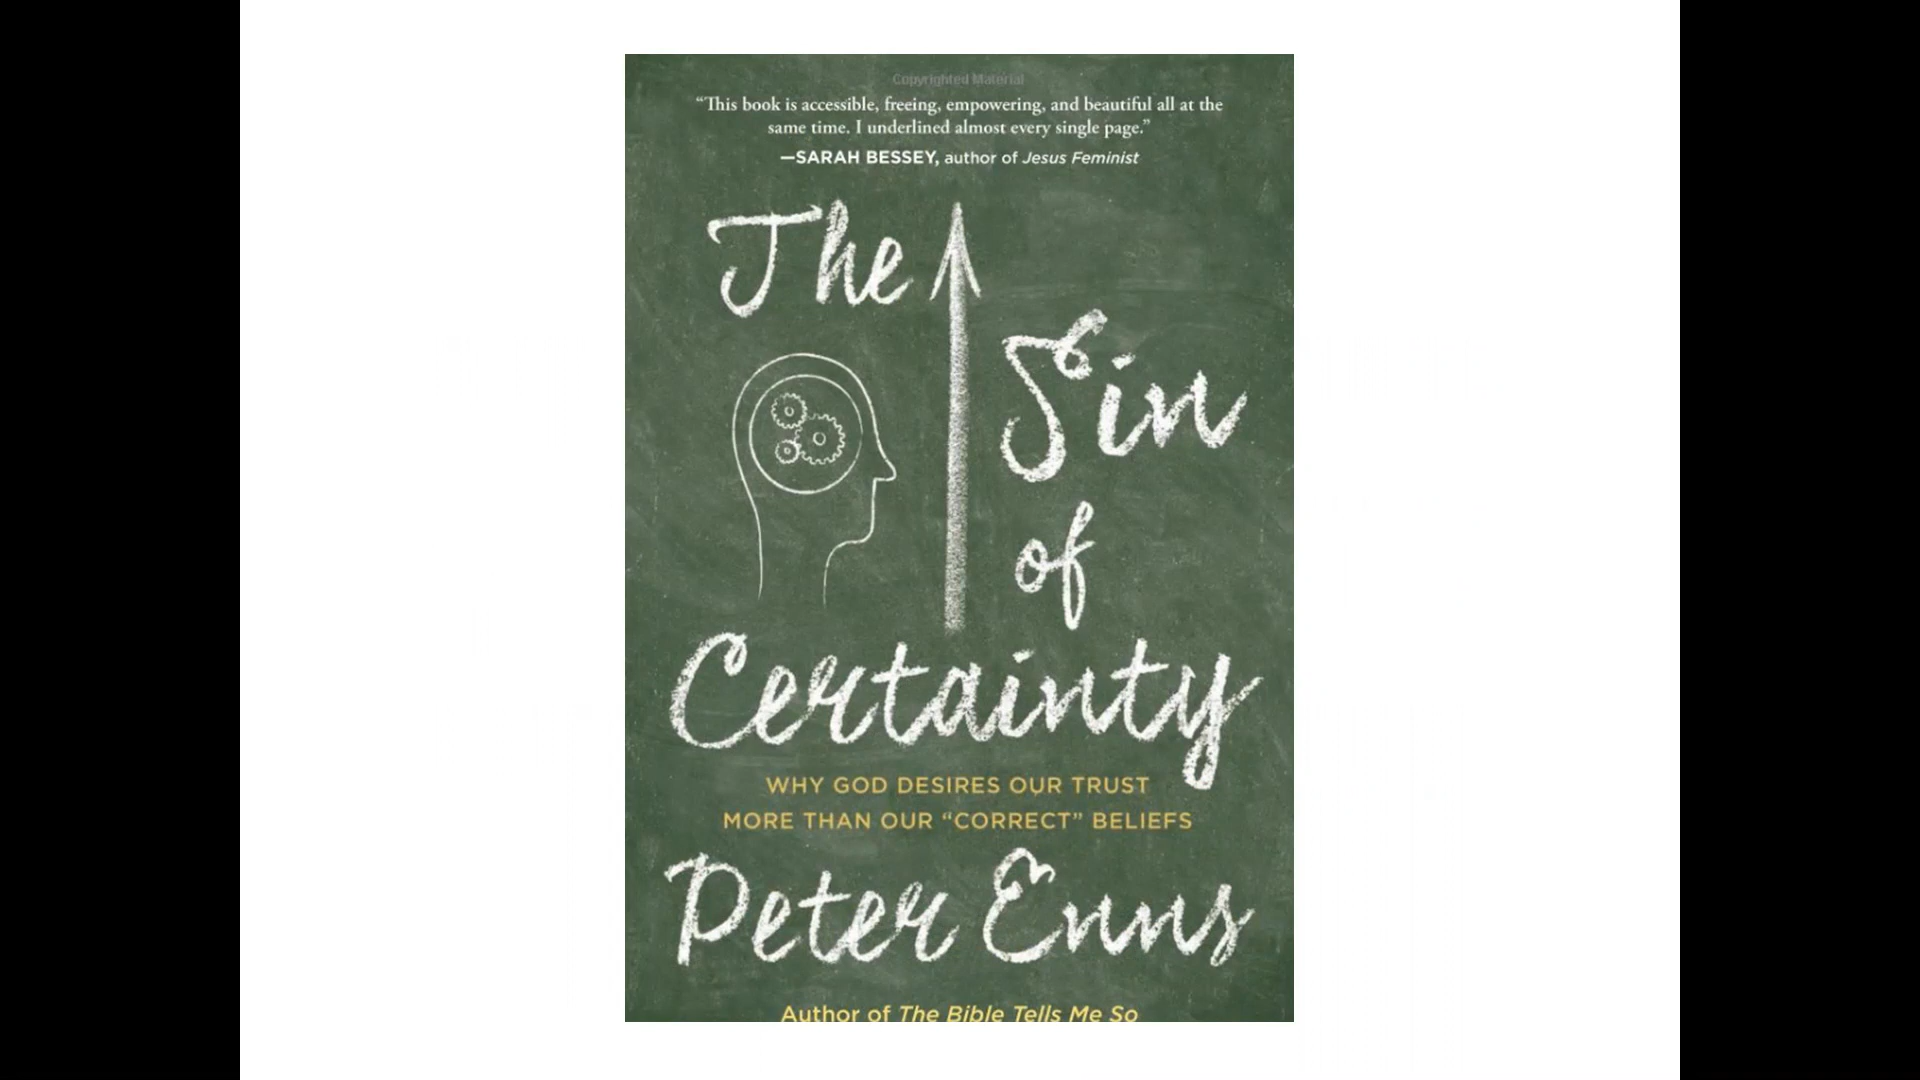 Copyrighted Material
“This book is accessible, freeing, empowering, and beautiful all at the
same time. I underlined almost every single page.”
—SARAH BESSEY, author of Jesus Feminist
The
Sin
of
Certainty
WHY GOD DESIRES OUR TRUST
MORE THAN OUR “CORRECT” BELIEFS
Peter Enns
Author of The Bible Tells Me So